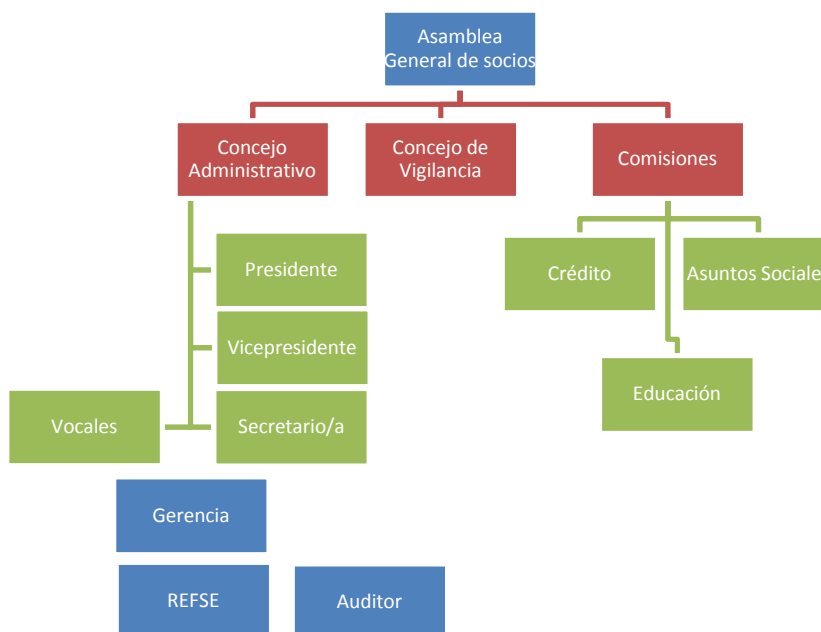 Asamblea
General de socios
Concejo
Administrativo
Concejo de
Vigilancia
Comisiones
Presidente
Vicepresidente
Vocales
Secretario/a
Crédito
Asuntos Sociale
Educación
Gerencia
REFSE
Auditor